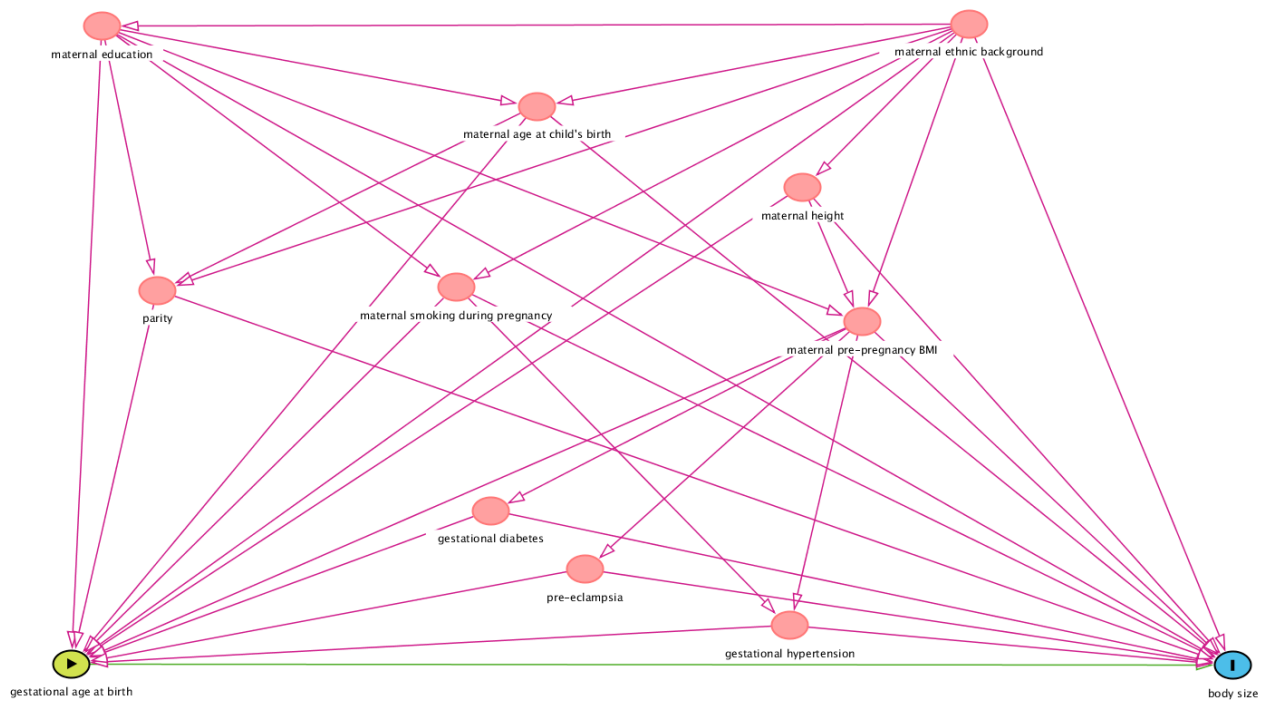 maternal education
maternal ethnic background
maternal age at child's birth
maternal height
parity
maternal smoking during pregnancy
maternal pre-pregnancy BMI
gestational diabetes
pre-eclampsia
gestational hypertension
gestational age at birth
body size